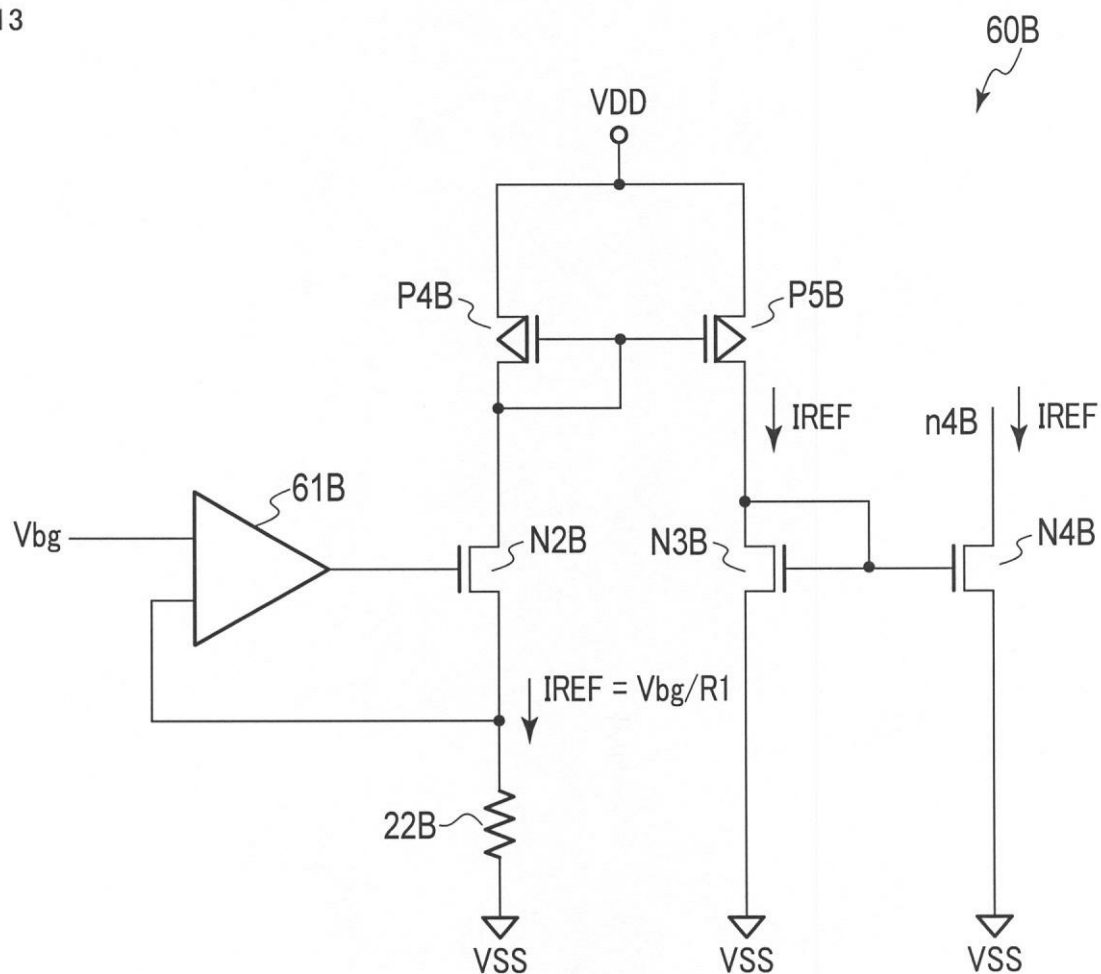 13
60B
VDD
P4B
P5B
IREF
n4B
IREF
61B
Vbg
N2B
N3B
N4B
IREF = Vbg/R1
22B
VSS
VSS
VSS